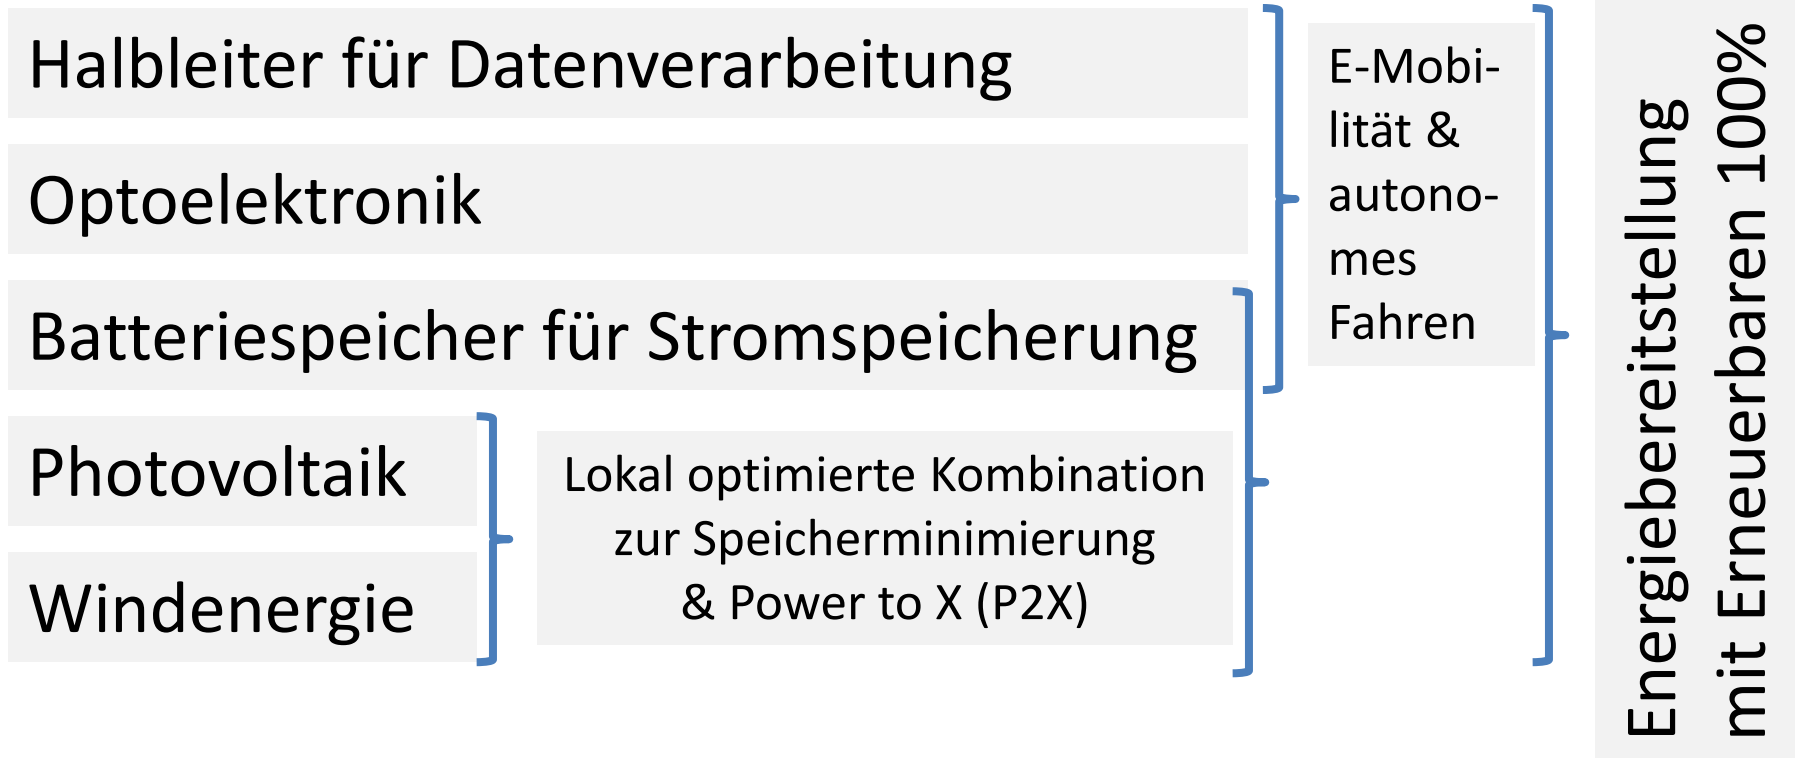 Halbleiter für Datenverarbeitung
Optoelektronik
Batteriespeicher für Stromspeicherung
Photovoltaik
Windenergie
Lokal optimierte Kombination
zur Speicherminimierung
& Power to X (P2X)
E-Mobi-
lität &
autono-
mes
Fahren
Energiebereitstellung
mit Erneuerbaren 100%